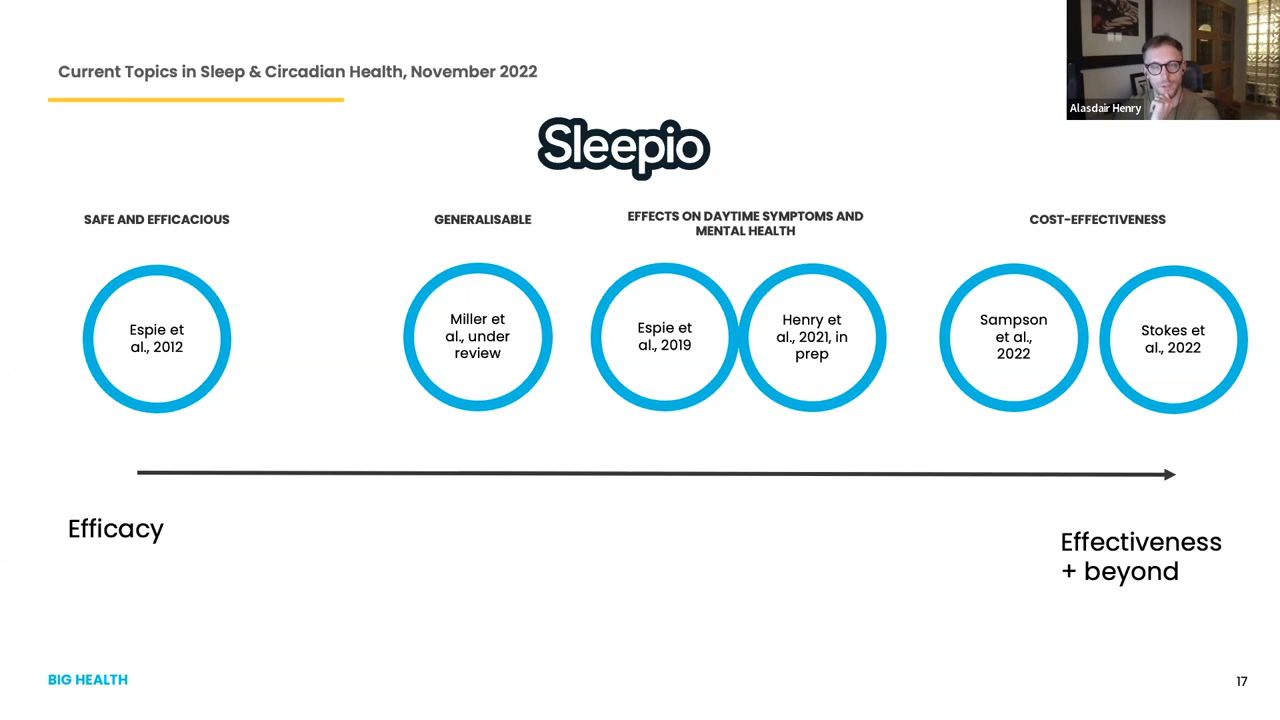 Current Topics in Sleep & Circadian Health, November 2022
Alasdair Henry
Sleepio
SAFE AND EFFICACIOUS
GENERALISABLE
EFFECTS ON DAYTIME SYMPTOMS AND
MENTAL HEALTH
COST-EFFECTIVENESS
Espie et
al., 2012
Miller et
al., under
review
Espie et
al., 2019
Henry et
al., 2021, in
prep
Sampson
et al.,
2022
Stokes et
al., 2022
Efficacy
Effectiveness
+ beyond
BIG HEALTH
17